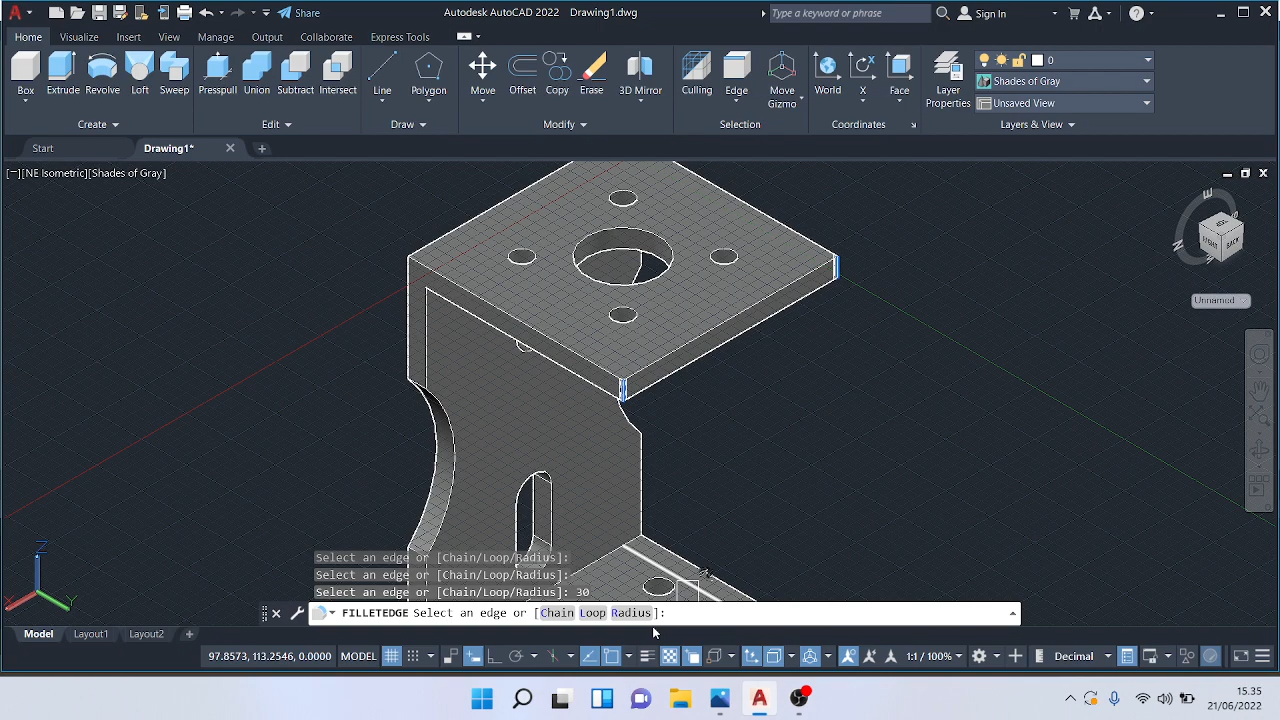 Share
Autodesk AutoCAD 2022 Drawing1.dwg
Type a keyword or phrase
Sign In
Home Visualize Insert View Manage Output Collaborate Express Tools
Box Extrude Revolve Loft Sweep Presspull Union Subtract Intersect Line Polygon Move Offset Copy Erase 3D Mirror Culling Edge Move Gizmo World X Face Layer Properties
0
Shades of Gray
Unsaved View
Create Edit Draw Modify Selection Coordinates Layers & View
Start Drawing1*
[−][NE Isometric][Shades of Gray]
Unnamed
Z
X
Y
Select an edge or [Chain/Loop/Radius]:
Select an edge or [Chain/Loop/Radius]:
Select an edge or [Chain/Loop/Radius]: 30
FILLETEDGE Select an edge or [Chain Loop Radius]:
Model Layout1 Layout2
97.8573, 113.2546, 0.0000 MODEL 1:1 / 100% Decimal
15.35
21/06/2022